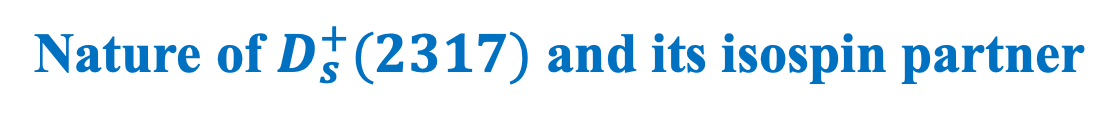 Nature of $D_s^+(2317)$ and its isospin partner